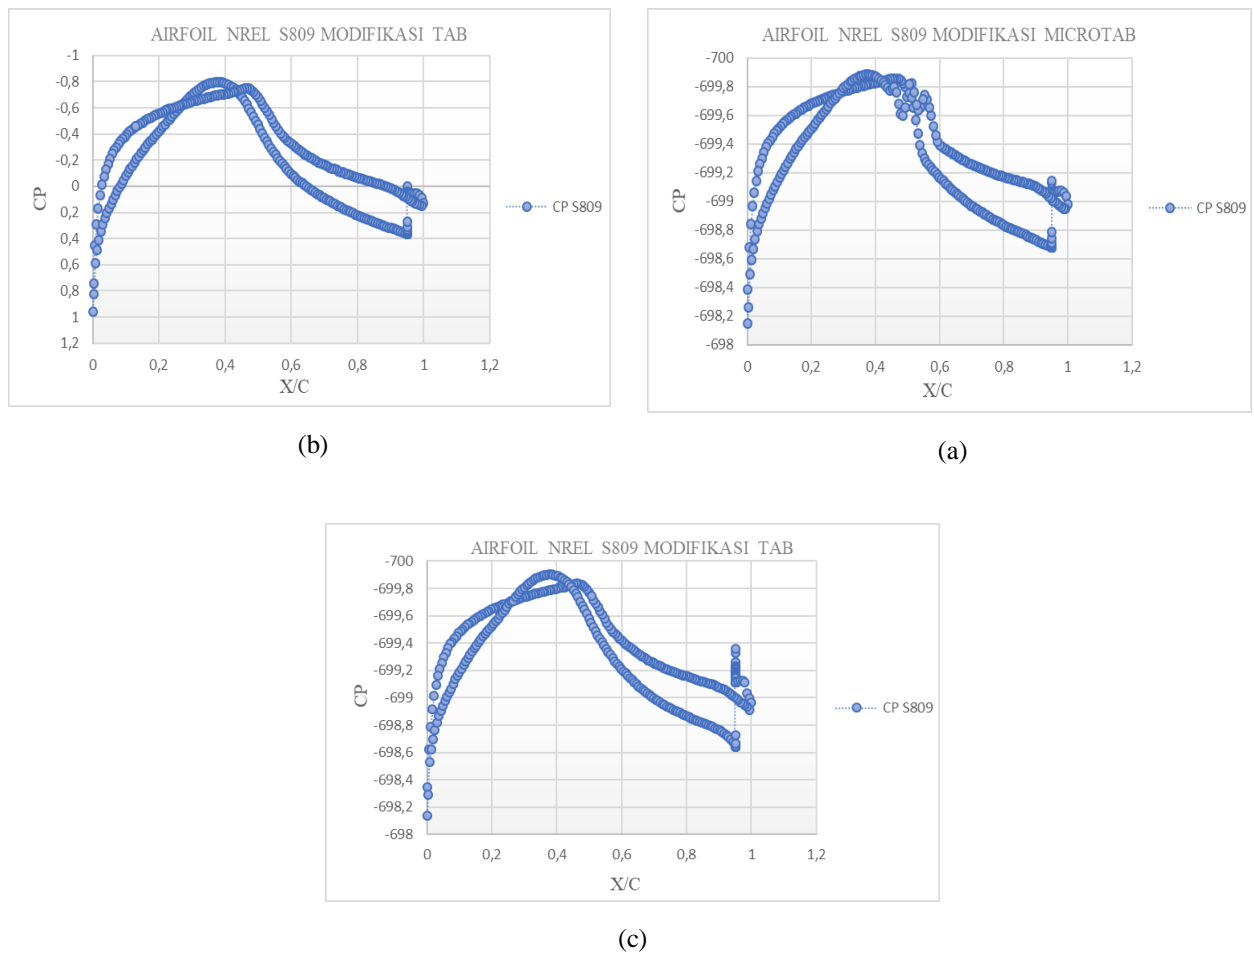 AIRFOIL NREL S809 MODIFIKASI TAB
-1
-0,8
-0,6
-0,4
-0,2
0
0,2
0,4
0,6
0,8
1
1,2
CP
0 0,2 0,4 0,6 0,8 1 1,2
X/C
CP S809
(b)
AIRFOIL NREL S809 MODIFIKASI MICROTAB
-700
-699,8
-699,6
-699,4
-699,2
-699
-698,8
-698,6
-698,4
-698,2
-698
CP
0 0,2 0,4 0,6 0,8 1 1,2
X/C
CP S809
(a)
AIRFOIL NREL S809 MODIFIKASI TAB
-700
-699,8
-699,6
-699,4
-699,2
-699
-698,8
-698,6
-698,4
-698,2
-698
CP
0 0,2 0,4 0,6 0,8 1 1,2
X/C
CP S809
(c)